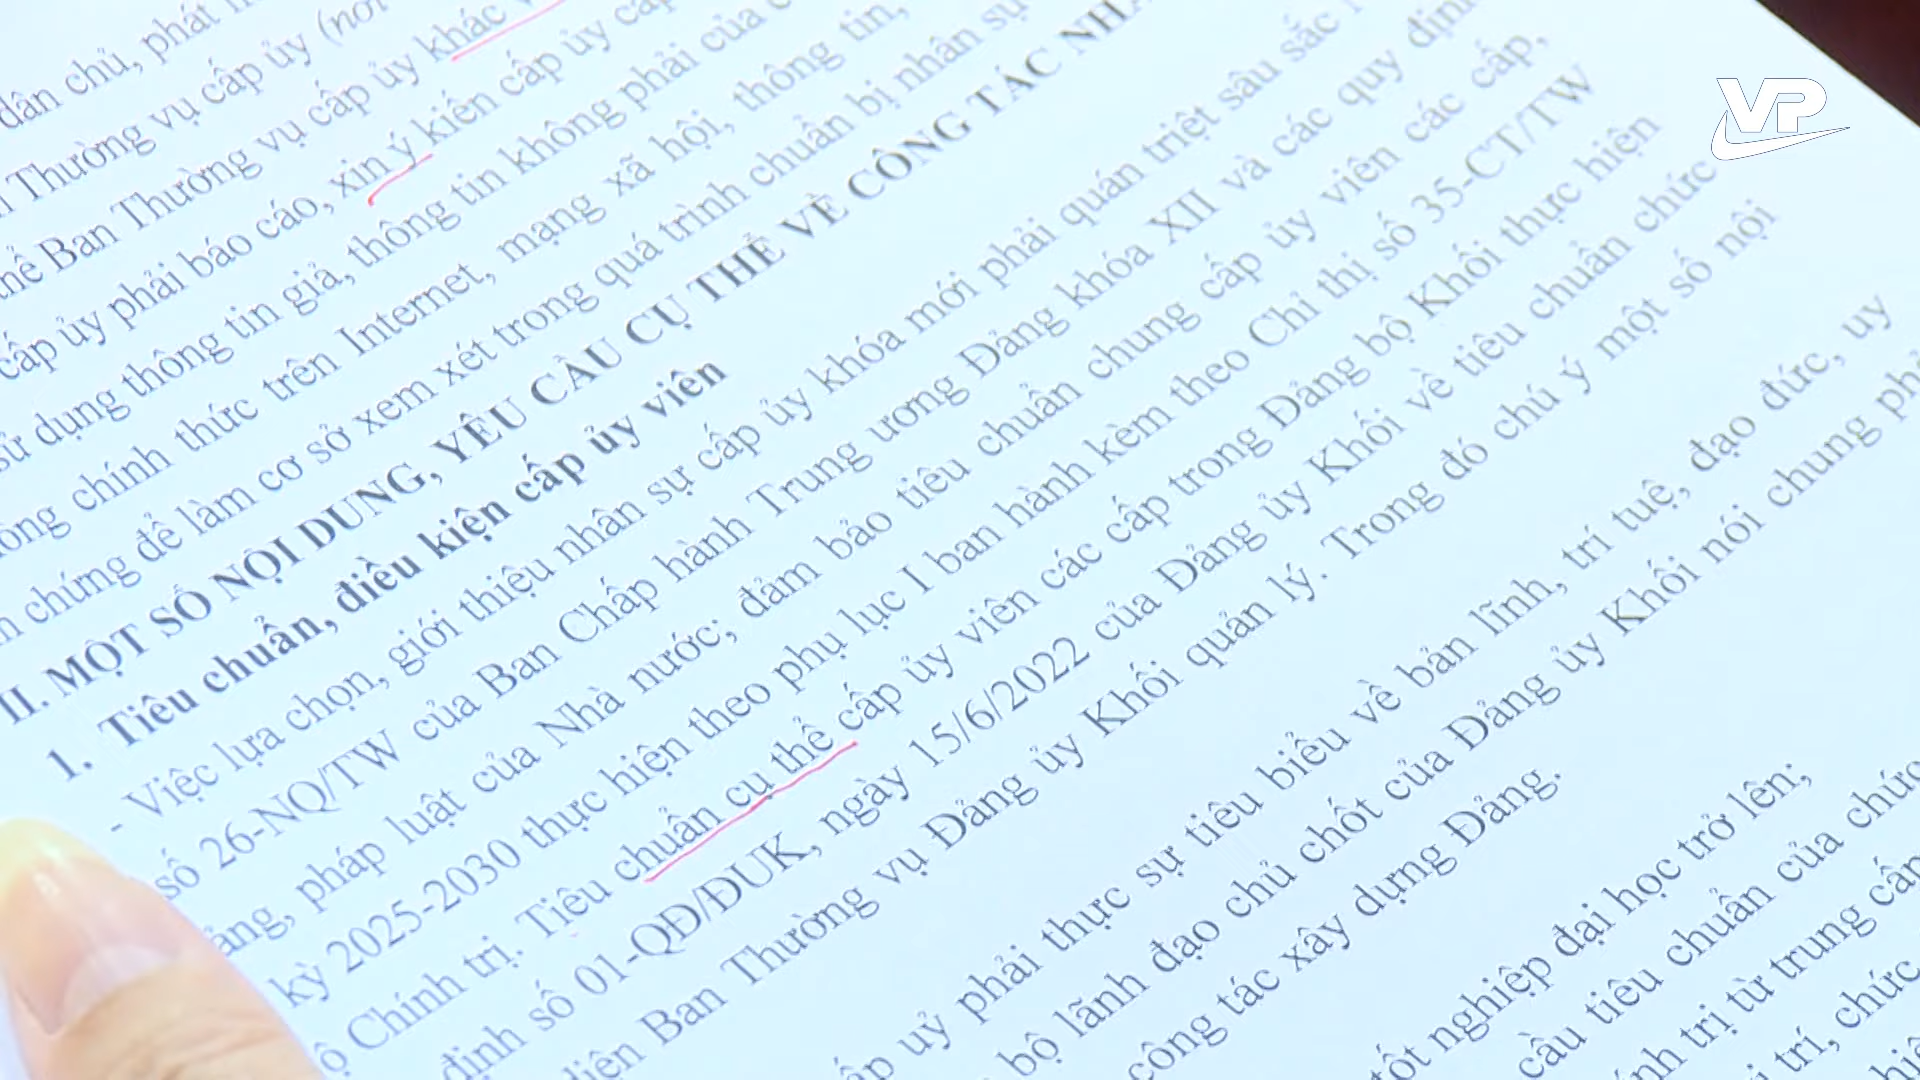 dân chủ, phát
Thường vụ cấp ủy (nơi
thể Ban Thường vụ cấp ủy khác
cấp ủy phải báo cáo, xin ý kiến cấp ủy cấp
sử dụng thông tin giả, thông tin không phải của
chính thức trên Internet, mạng xã hội, thông tin,
chứng để làm cơ sở xem xét trong quá trình chuẩn bị nhân sự
II. MỘT SỐ NỘI DUNG, YÊU CẦU CỤ THỂ VỀ CÔNG TÁC
1. Tiêu chuẩn, điều kiện cấp ủy viên
- Việc lựa chọn, giới thiệu nhân sự cấp ủy khóa mới phải quán triệt sâu sắc
số 26-NQ/TW của Ban Chấp hành Trung ương Đảng khóa XII và các quy định
pháp luật của Nhà nước; đảm bảo tiêu chuẩn chung cấp ủy viên các cấp,
kỳ 2025-2030 thực hiện theo phụ lục I ban hành kèm theo Chỉ thị số 35-CT/TW
Chính trị. Tiêu chuẩn cụ thể cấp ủy viên các cấp trong Đảng bộ Khối thực hiện
định số 01-QĐ/ĐUK, ngày 15/6/2022 của Đảng ủy Khối về tiêu chuẩn chức
diện Ban Thường vụ Đảng ủy Khối quản lý. Trong đó chú ý một số nội
uỷ phải thực sự tiêu biểu về bản lĩnh, trí tuệ, đạo đức, uy
bộ lãnh đạo chủ chốt của Đảng ủy Khối nói chung
công tác xây dựng Đảng.
tốt nghiệp đại học trở lên;
cầu tiêu chuẩn của chức
trị từ trung cấp
trí, chức
VP